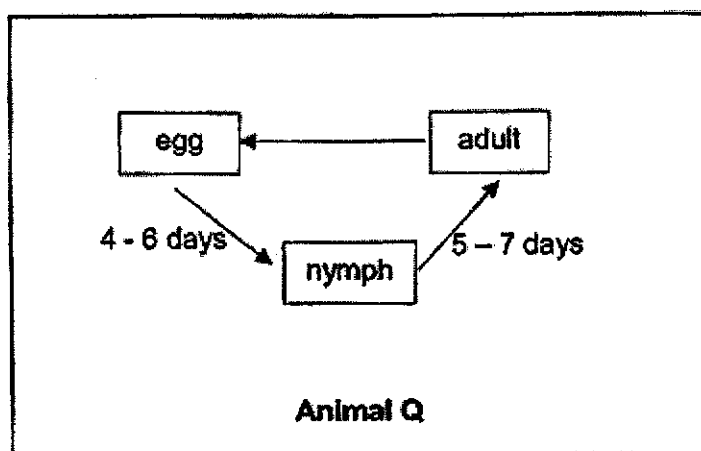 egg
adult
4 - 6 days
5 – 7 days
nymph
Animal Q